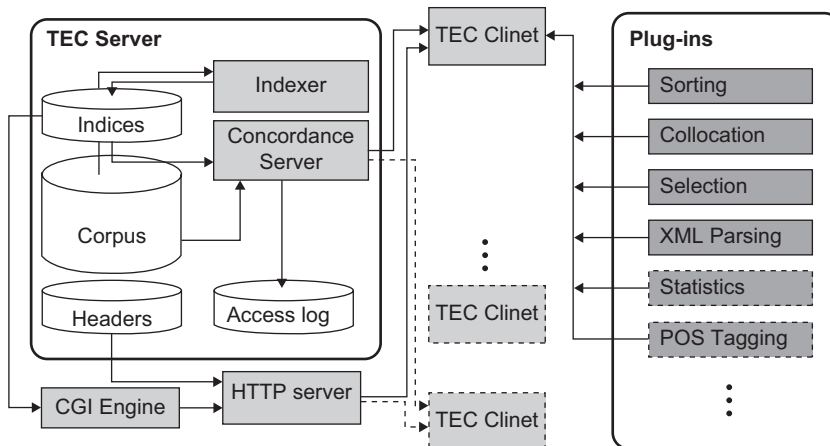 TEC Server
Indexer
Indices
Concordance
Server
Corpus
Headers
Access log
CGI Engine
HTTP server
TEC Clinet
TEC Clinet
TEC Clinet
Plug-ins
Sorting
Collocation
Selection
XML Parsing
Statistics
POS Tagging